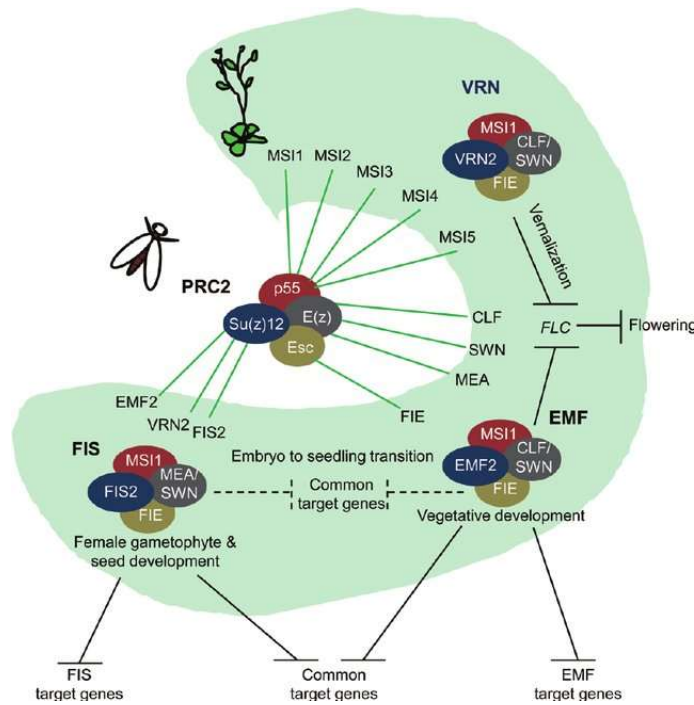 VRN
MSI1
CLF/
SWN
VRN2
FIE
MSI1
MSI2
MSI3
MSI4
MSI5
Vernalization
PRC2
p55
E(z)
Su(z)12
Esc
CLF
SWN
MEA
FIE
FLC
Flowering
EMF2
VRN2
FIS2
FIS
MSI1
MEA/
SWN
FIS2
FIE
Female gametophyte &
seed development
Embryo to seedling transition
Common
target genes
EMF
MSI1
CLF/
SWN
EMF2
FIE
Vegetative development
FIS
target genes
Common
target genes
EMF
target genes